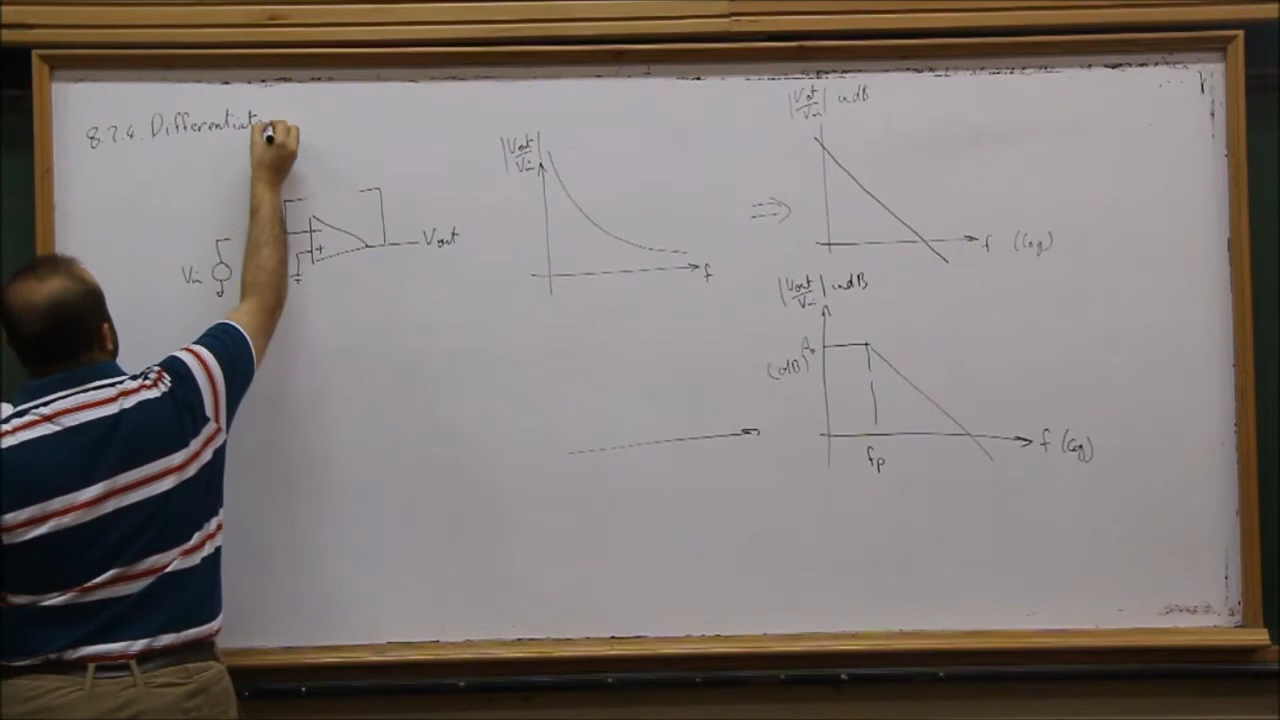 8.2.4. Differentiat
Vin
- +
Vout
|Vout/Vin|
f
⇒
|Vout/Vin| in dB
f (log)
|Vout/Vin| in dB
A0
(dB)
fp
f (log)